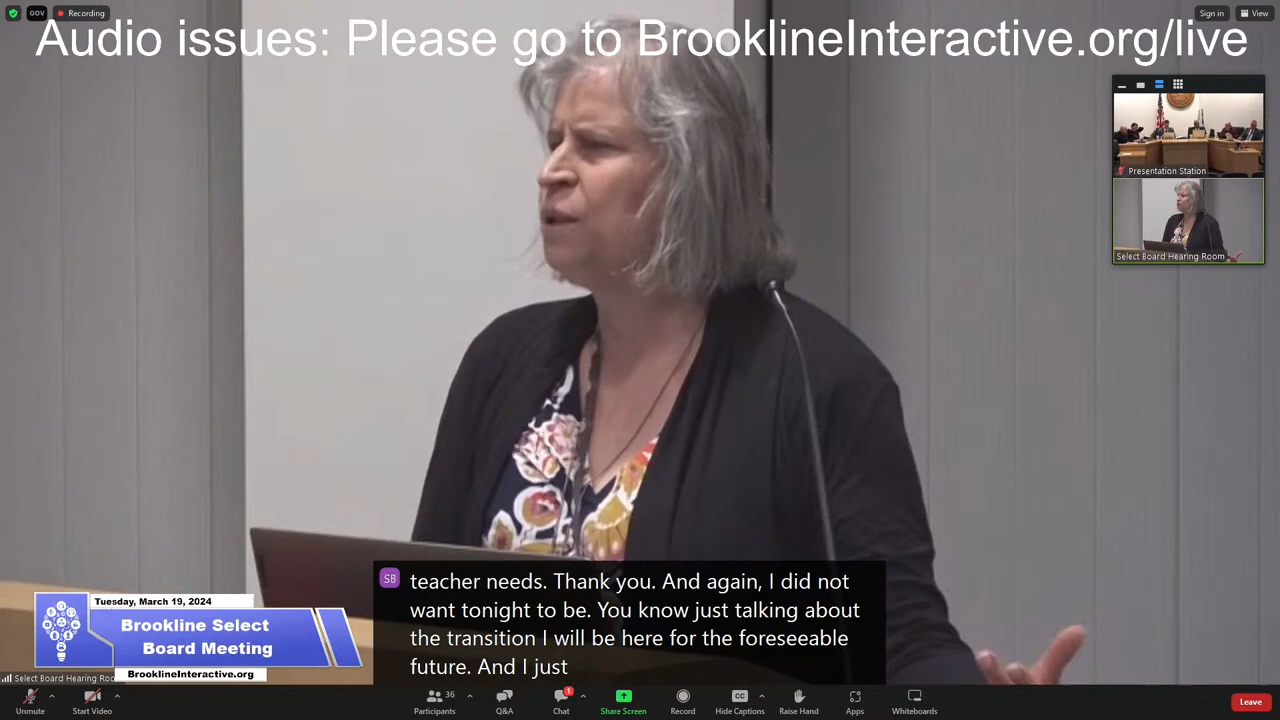 GOV
Recording
Sign in
View
Audio issues: Please go to BrooklineInteractive.org/live
Presentation Station
Select Board Hearing Room
SB
teacher needs. Thank you. And again, I did not
want tonight to be. You know just talking about
the transition I will be here for the foreseeable
future. And I just
Tuesday, March 19, 2024
Brookline Select
Board Meeting
BrooklineInteractive.org
Select Board Hearing Roo
Unmute
Start Video
Participants
36
Q&A
Chat
1
Share Screen
Record
CC
Hide Captions
Raise Hand
Apps
Whiteboards
Leave